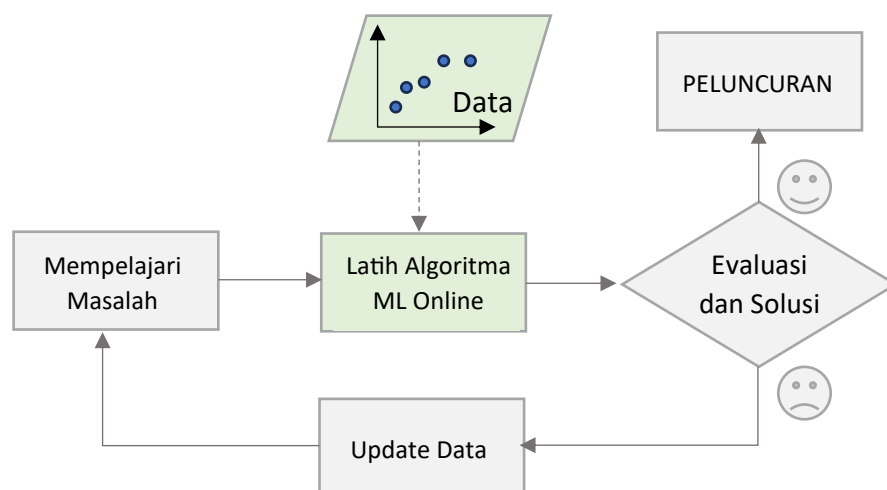 Data
PELUNCURAN
Mempelajari
Masalah
Latih Algoritma
ML Online
Evaluasi
dan Solusi
Update Data